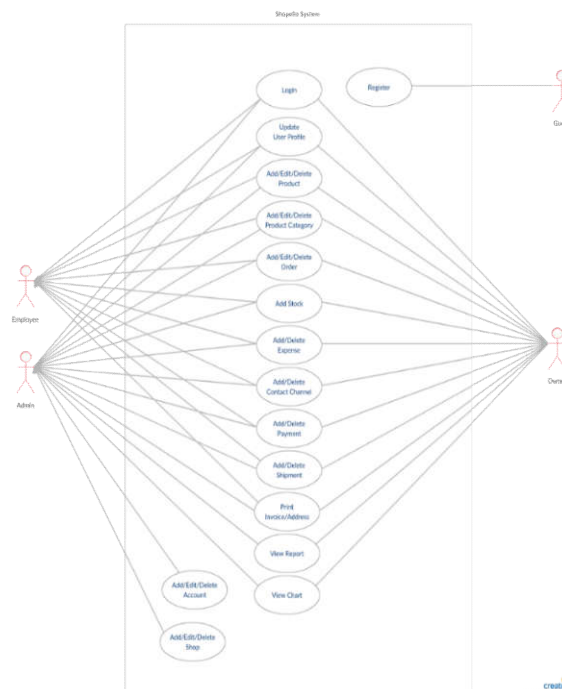 Shopella System
Login
Register
Update
User Profile
Add/Edit/Delete
Product
Add/Edit/Delete
Product Category
Add/Edit/Delete
Order
Employee
Add Stock
Add/Delete
Expense
Admin
Add/Delete
Contact Channel
Add/Delete
Payment
Add/Delete
Shipment
Print
Invoice/Address
View Report
Add/Edit/Delete
Account
View Chart
Add/Edit/Delete
Shop